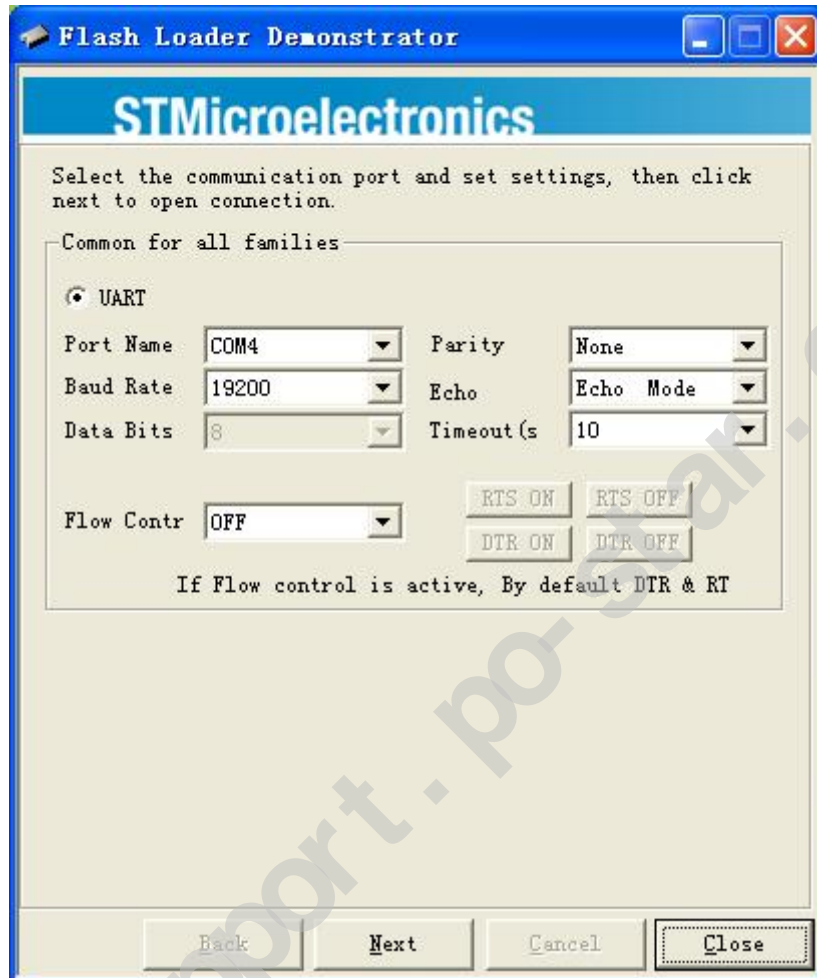 Flash Loader Demonstrator
STMicroelectronics
Select the communication port and set settings, then click
next to open connection.
Common for all families
UART
Port Name COM4 Parity None
Baud Rate 19200 Echo Echo Mode
Data Bits 8 Timeout(s 10
RTS ON RTS OFF
Flow Contr OFF
DTR ON DTR OFF
If Flow control is active, By default DTR & RT
Back Next Cancel Close
port.po-star.